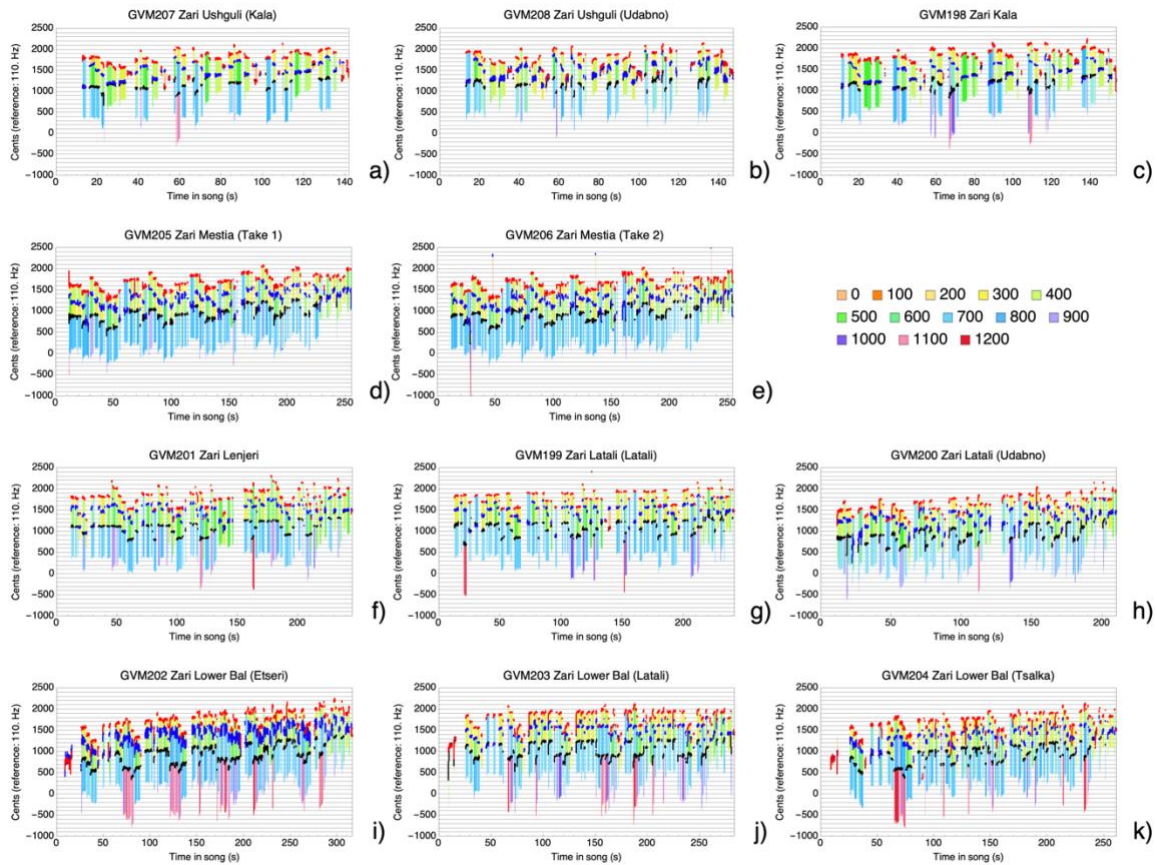 GVM207 Zari Ushguli (Kala)
Cents (reference: 110. Hz)
2500
2000
1500
1000
500
0
−500
−1000
0 20 40 60 80 100 120 140
Time in song (s)
a)
GVM208 Zari Ushguli (Udabno)
Cents (reference: 110. Hz)
2500
2000
1500
1000
500
0
−500
−1000
0 20 40 60 80 100 120 140
Time in song (s)
b)
GVM198 Zari Kala
Cents (reference: 110. Hz)
2500
2000
1500
1000
500
0
−500
−1000
0 20 40 60 80 100 120 140
Time in song (s)
c)
GVM205 Zari Mestia (Take 1)
Cents (reference: 110. Hz)
2500
2000
1500
1000
500
0
−500
−1000
0 50 100 150 200 250
Time in song (s)
d)
GVM206 Zari Mestia (Take 2)
Cents (reference: 110. Hz)
2500
2000
1500
1000
500
0
−500
−1000
0 50 100 150 200 250
Time in song (s)
e)
0 100 200 300 400
500 600 700 800 900
1000 1100 1200
GVM201 Zari Lenjeri
Cents (reference: 110. Hz)
2500
2000
1500
1000
500
0
−500
−1000
0 50 100 150 200
Time in song (s)
f)
GVM199 Zari Latali (Latali)
Cents (reference: 110. Hz)
2500
2000
1500
1000
500
0
−500
−1000
0 50 100 150 200
Time in song (s)
g)
GVM200 Zari Latali (Udabno)
Cents (reference: 110. Hz)
2500
2000
1500
1000
500
0
−500
−1000
0 50 100 150 200
Time in song (s)
h)
GVM202 Zari Lower Bal (Etseri)
Cents (reference: 110. Hz)
2500
2000
1500
1000
500
0
−500
−1000
0 50 100 150 200 250 300
Time in song (s)
i)
GVM203 Zari Lower Bal (Latali)
Cents (reference: 110. Hz)
2500
2000
1500
1000
500
0
−500
−1000
0 50 100 150 200 250
Time in song (s)
j)
GVM204 Zari Lower Bal (Tsalka)
Cents (reference: 110. Hz)
2500
2000
1500
1000
500
0
−500
−1000
0 50 100 150 200 250
Time in song (s)
k)